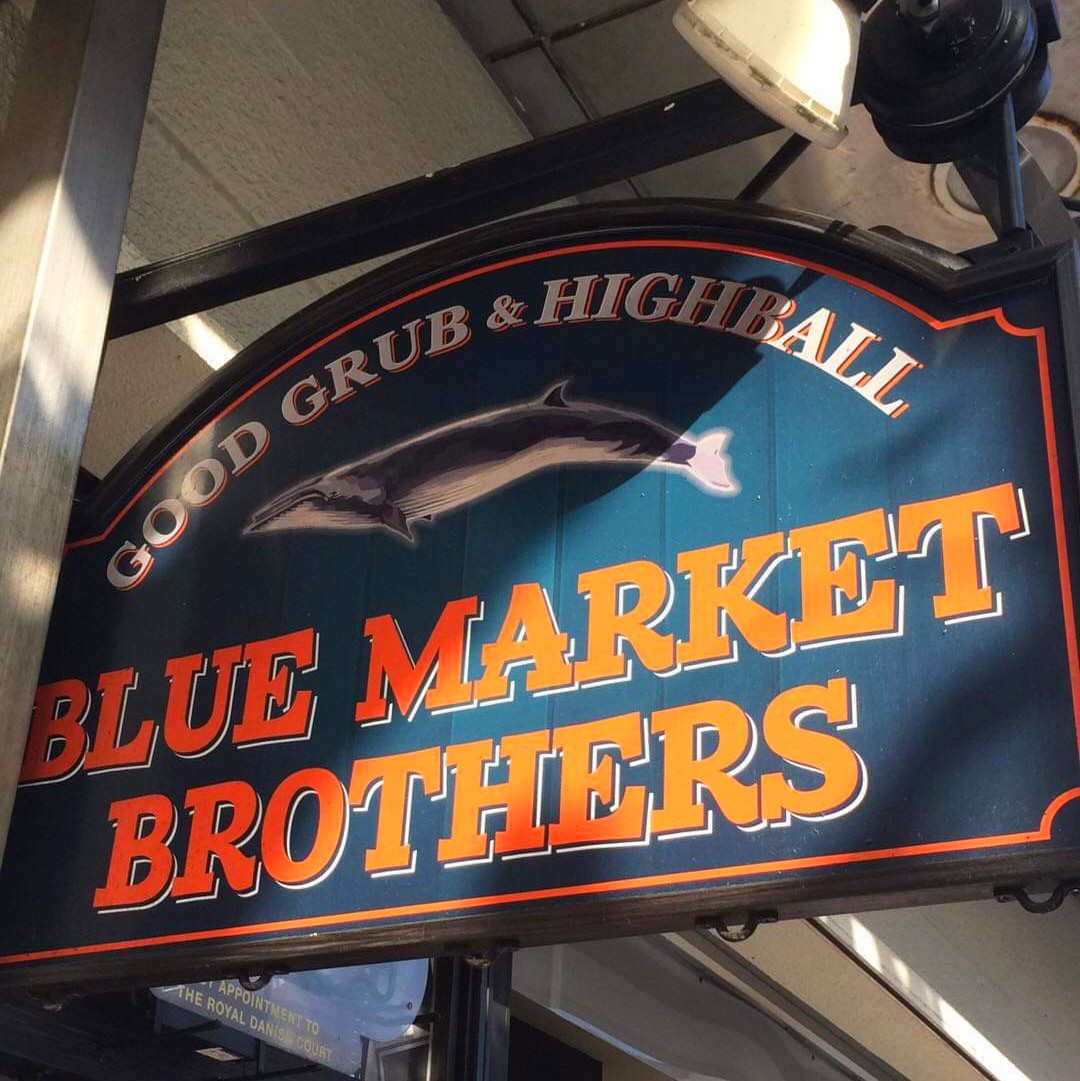 GOOD GRUB & HIGHBALL
BLUE MARKET
BROTHERS
APPOINTMENT TO
THE ROYAL DANISH COURT